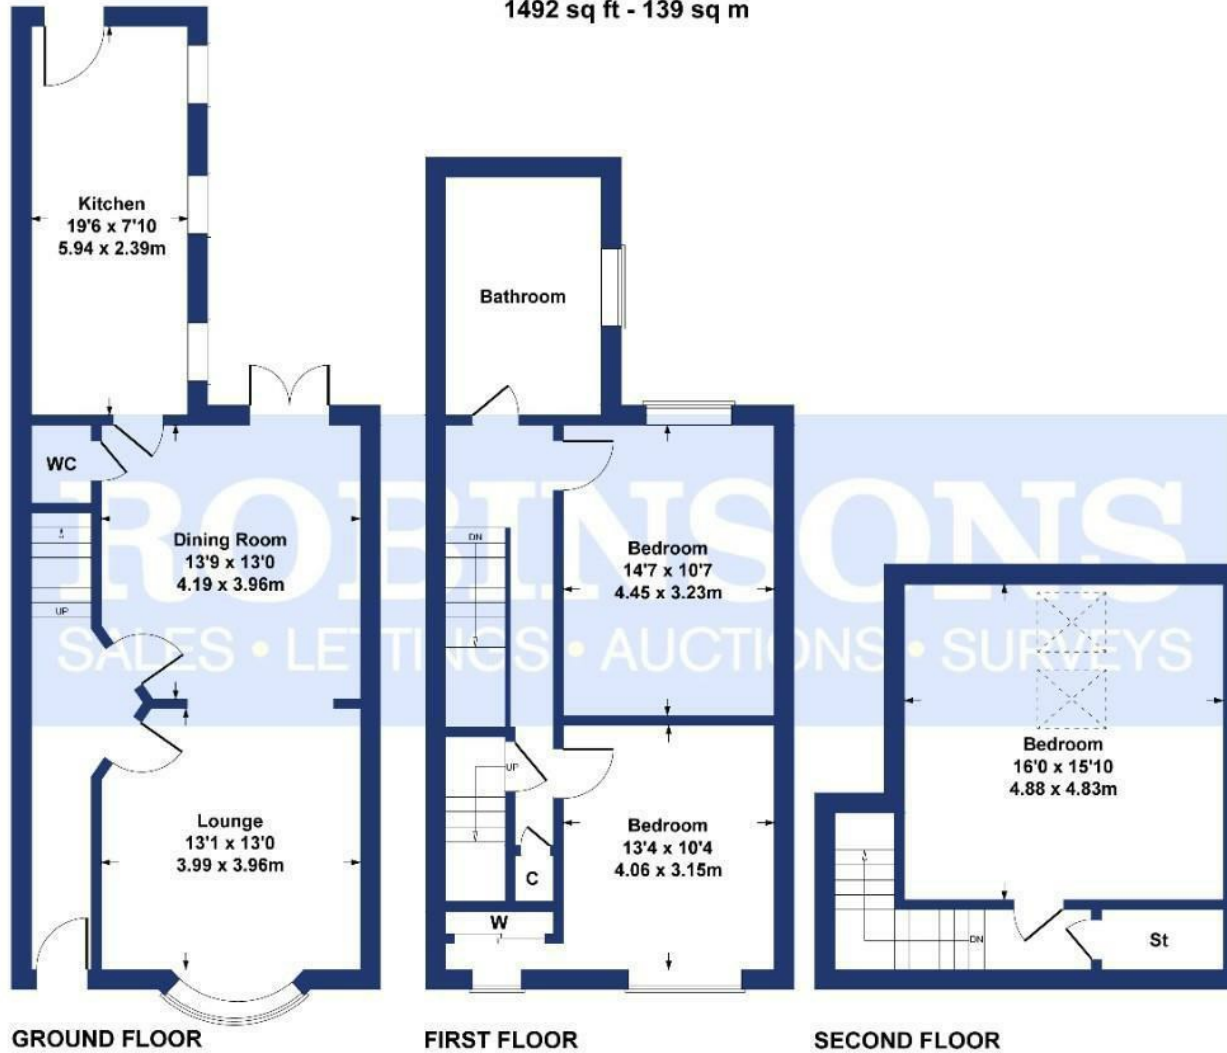 1492 sq ft - 139 sq m
Kitchen
19'6 x 7'10
5.94 x 2.39m
WC
Dining Room
13'9 x 13'0
4.19 x 3.96m
UP
Lounge
13'1 x 13'0
3.99 x 3.96m
GROUND FLOOR
Bathroom
DN
Bedroom
14'7 x 10'7
4.45 x 3.23m
UP
Bedroom
13'4 x 10'4
4.06 x 3.15m
C
W
FIRST FLOOR
Bedroom
16'0 x 15'10
4.88 x 4.83m
DN
St
SECOND FLOOR
ROBINSONS
SALES • LETTINGS • AUCTIONS • SURVEYS